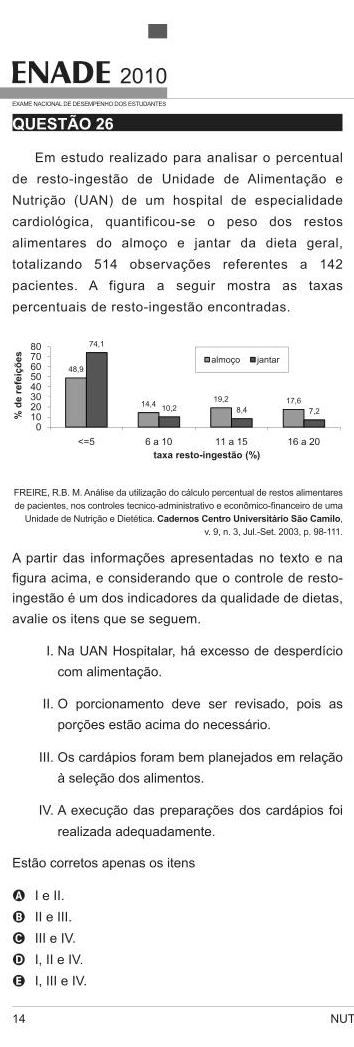 ENADE 2010
EXAME NACIONAL DE DESEMPENHO DOS ESTUDANTES
QUESTÃO 26
Em estudo realizado para analisar o percentual
de resto-ingestão de Unidade de Alimentação e
Nutrição (UAN) de um hospital de especialidade
cardiológica, quantificou-se o peso dos restos
alimentares do almoço e jantar da dieta geral,
totalizando 514 observações referentes a 142
pacientes. A figura a seguir mostra as taxas
percentuais de resto-ingestão encontradas.
% de refeições
80
70
60
50
40
30
20
10
0
48,9
74,1
14,4
10,2
19,2
8,4
17,6
7,2
almoço jantar
<=5 6 a 10 11 a 15 16 a 20
taxa resto-ingestão (%)
FREIRE, R.B. M. Análise da utilização do cálculo percentual de restos alimentares
de pacientes, nos controles tecnico-administrativo e econômico-financeiro de uma
Unidade de Nutrição e Dietética. Cadernos Centro Universitário São Camilo,
v. 9, n. 3, Jul.-Set. 2003, p. 98-111.
A partir das informações apresentadas no texto e na
figura acima, e considerando que o controle de resto-
ingestão é um dos indicadores da qualidade de dietas,
avalie os itens que se seguem.
I. Na UAN Hospitalar, há excesso de desperdício
com alimentação.
II. O porcionamento deve ser revisado, pois as
porções estão acima do necessário.
III. Os cardápios foram bem planejados em relação
à seleção dos alimentos.
IV. A execução das preparações dos cardápios foi
realizada adequadamente.
Estão corretos apenas os itens
A I e II.
B II e III.
C III e IV.
D I, II e IV.
E I, III e IV.
14 NUT